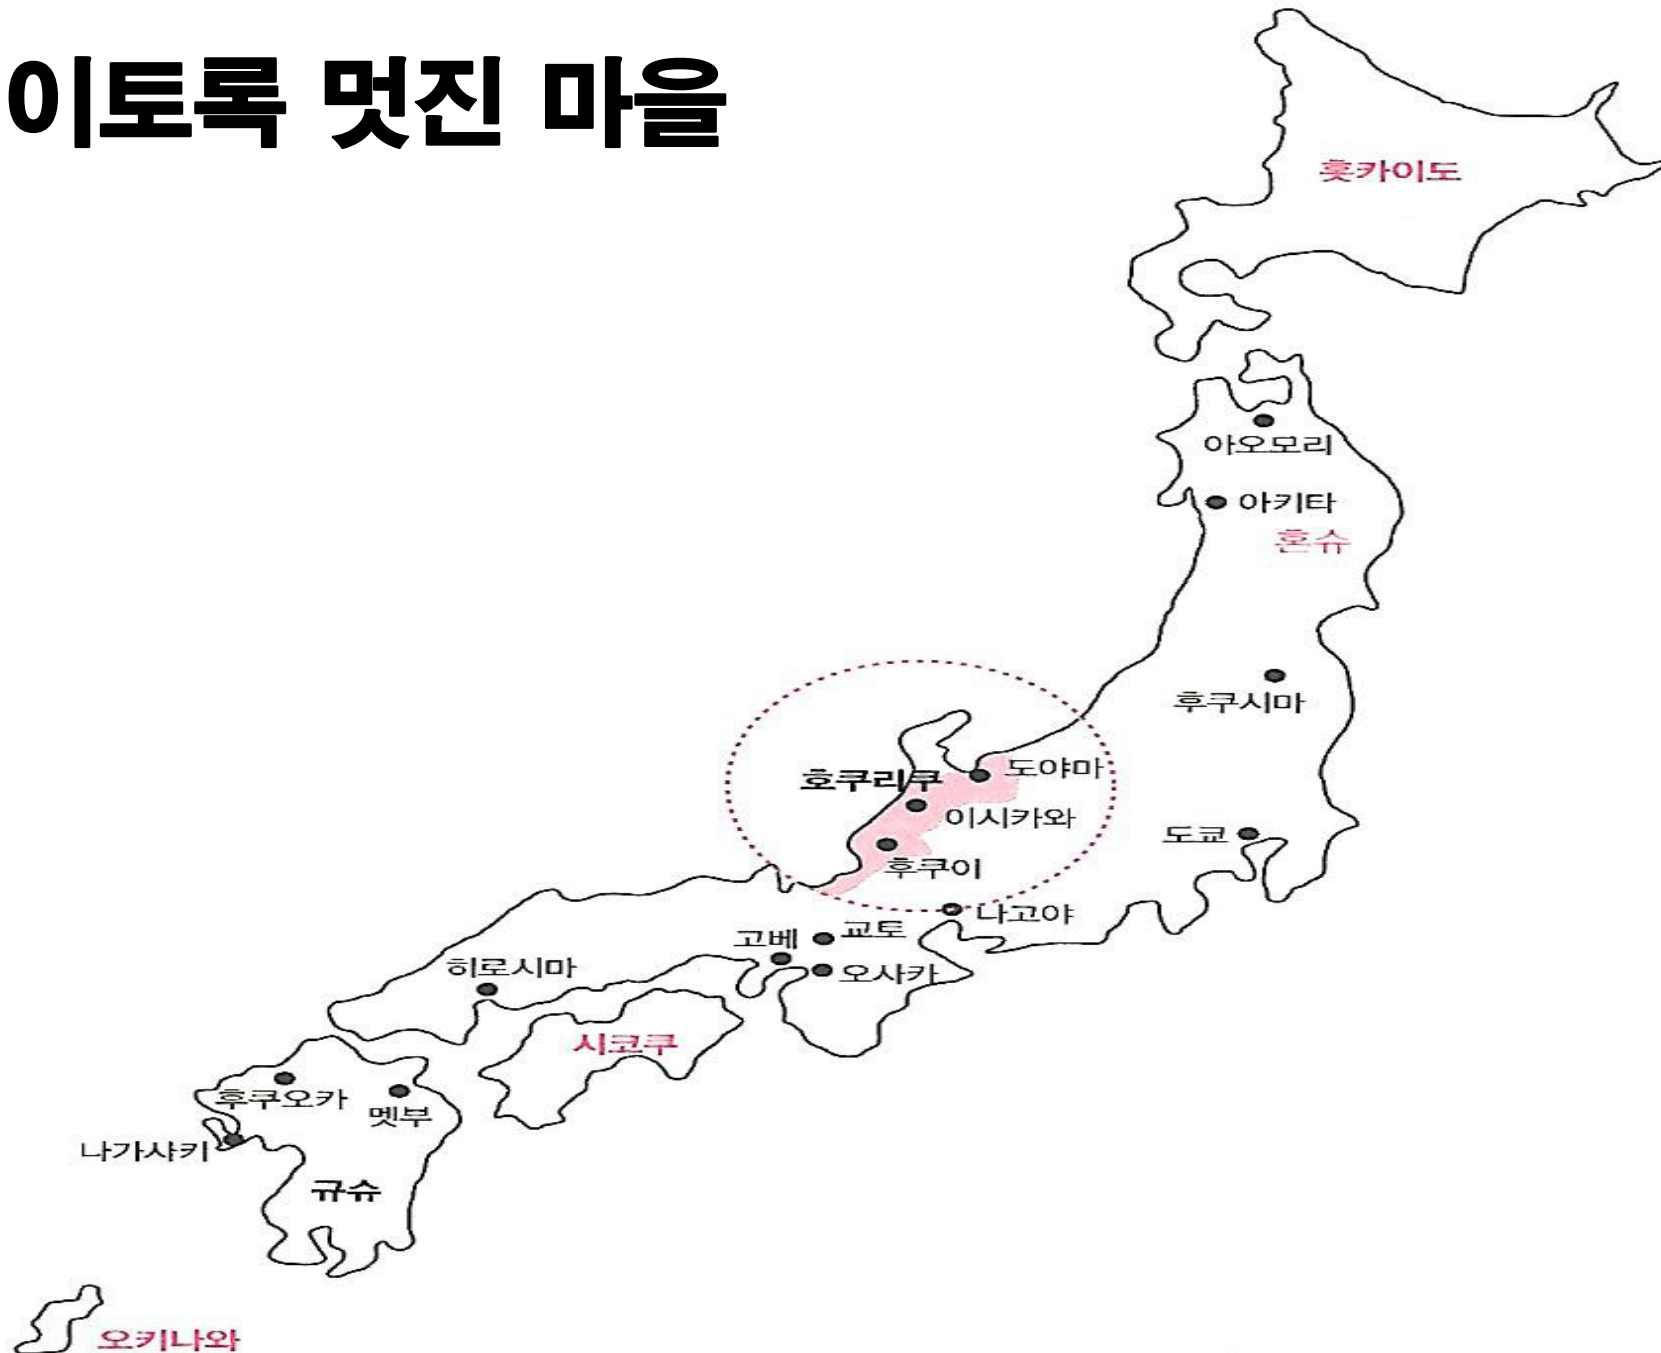 이토록 멋진 마을
홋카이도
아오모리
아키타
혼슈
후쿠시마
호쿠리쿠
도야마
이시카와
도쿄
후쿠이
나고야
교토
고베
오사카
히로시마
시코쿠
후쿠오카
멧부
나가사키
규슈
오키나와